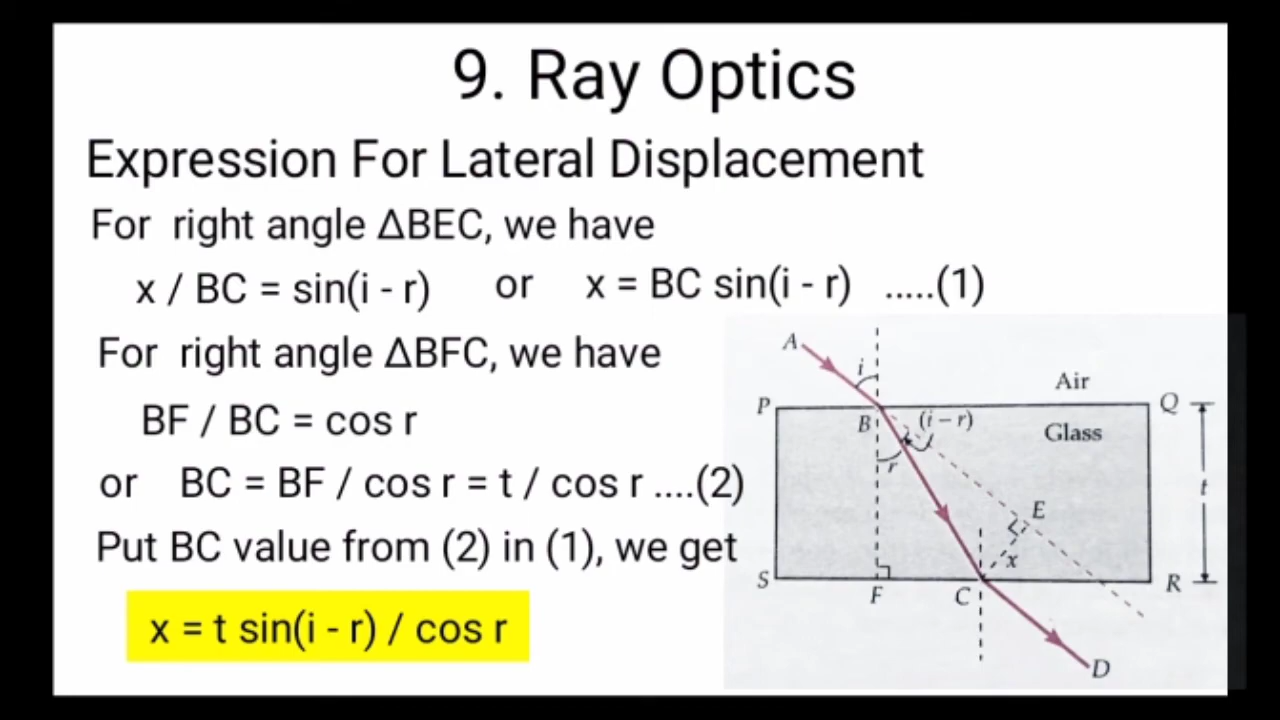 9. Ray Optics
Expression For Lateral Displacement
For right angle ΔBEC, we have
x / BC = sin(i - r) or x = BC sin(i - r) .....(1)
For right angle ΔBFC, we have
BF / BC = cos r
or BC = BF / cos r = t / cos r ....(2)
Put BC value from (2) in (1), we get
x = t sin(i - r) / cos r
A
i
Air
P
Q
B
(i – r)
Glass
r
t
E
x
S
F
C
R
D